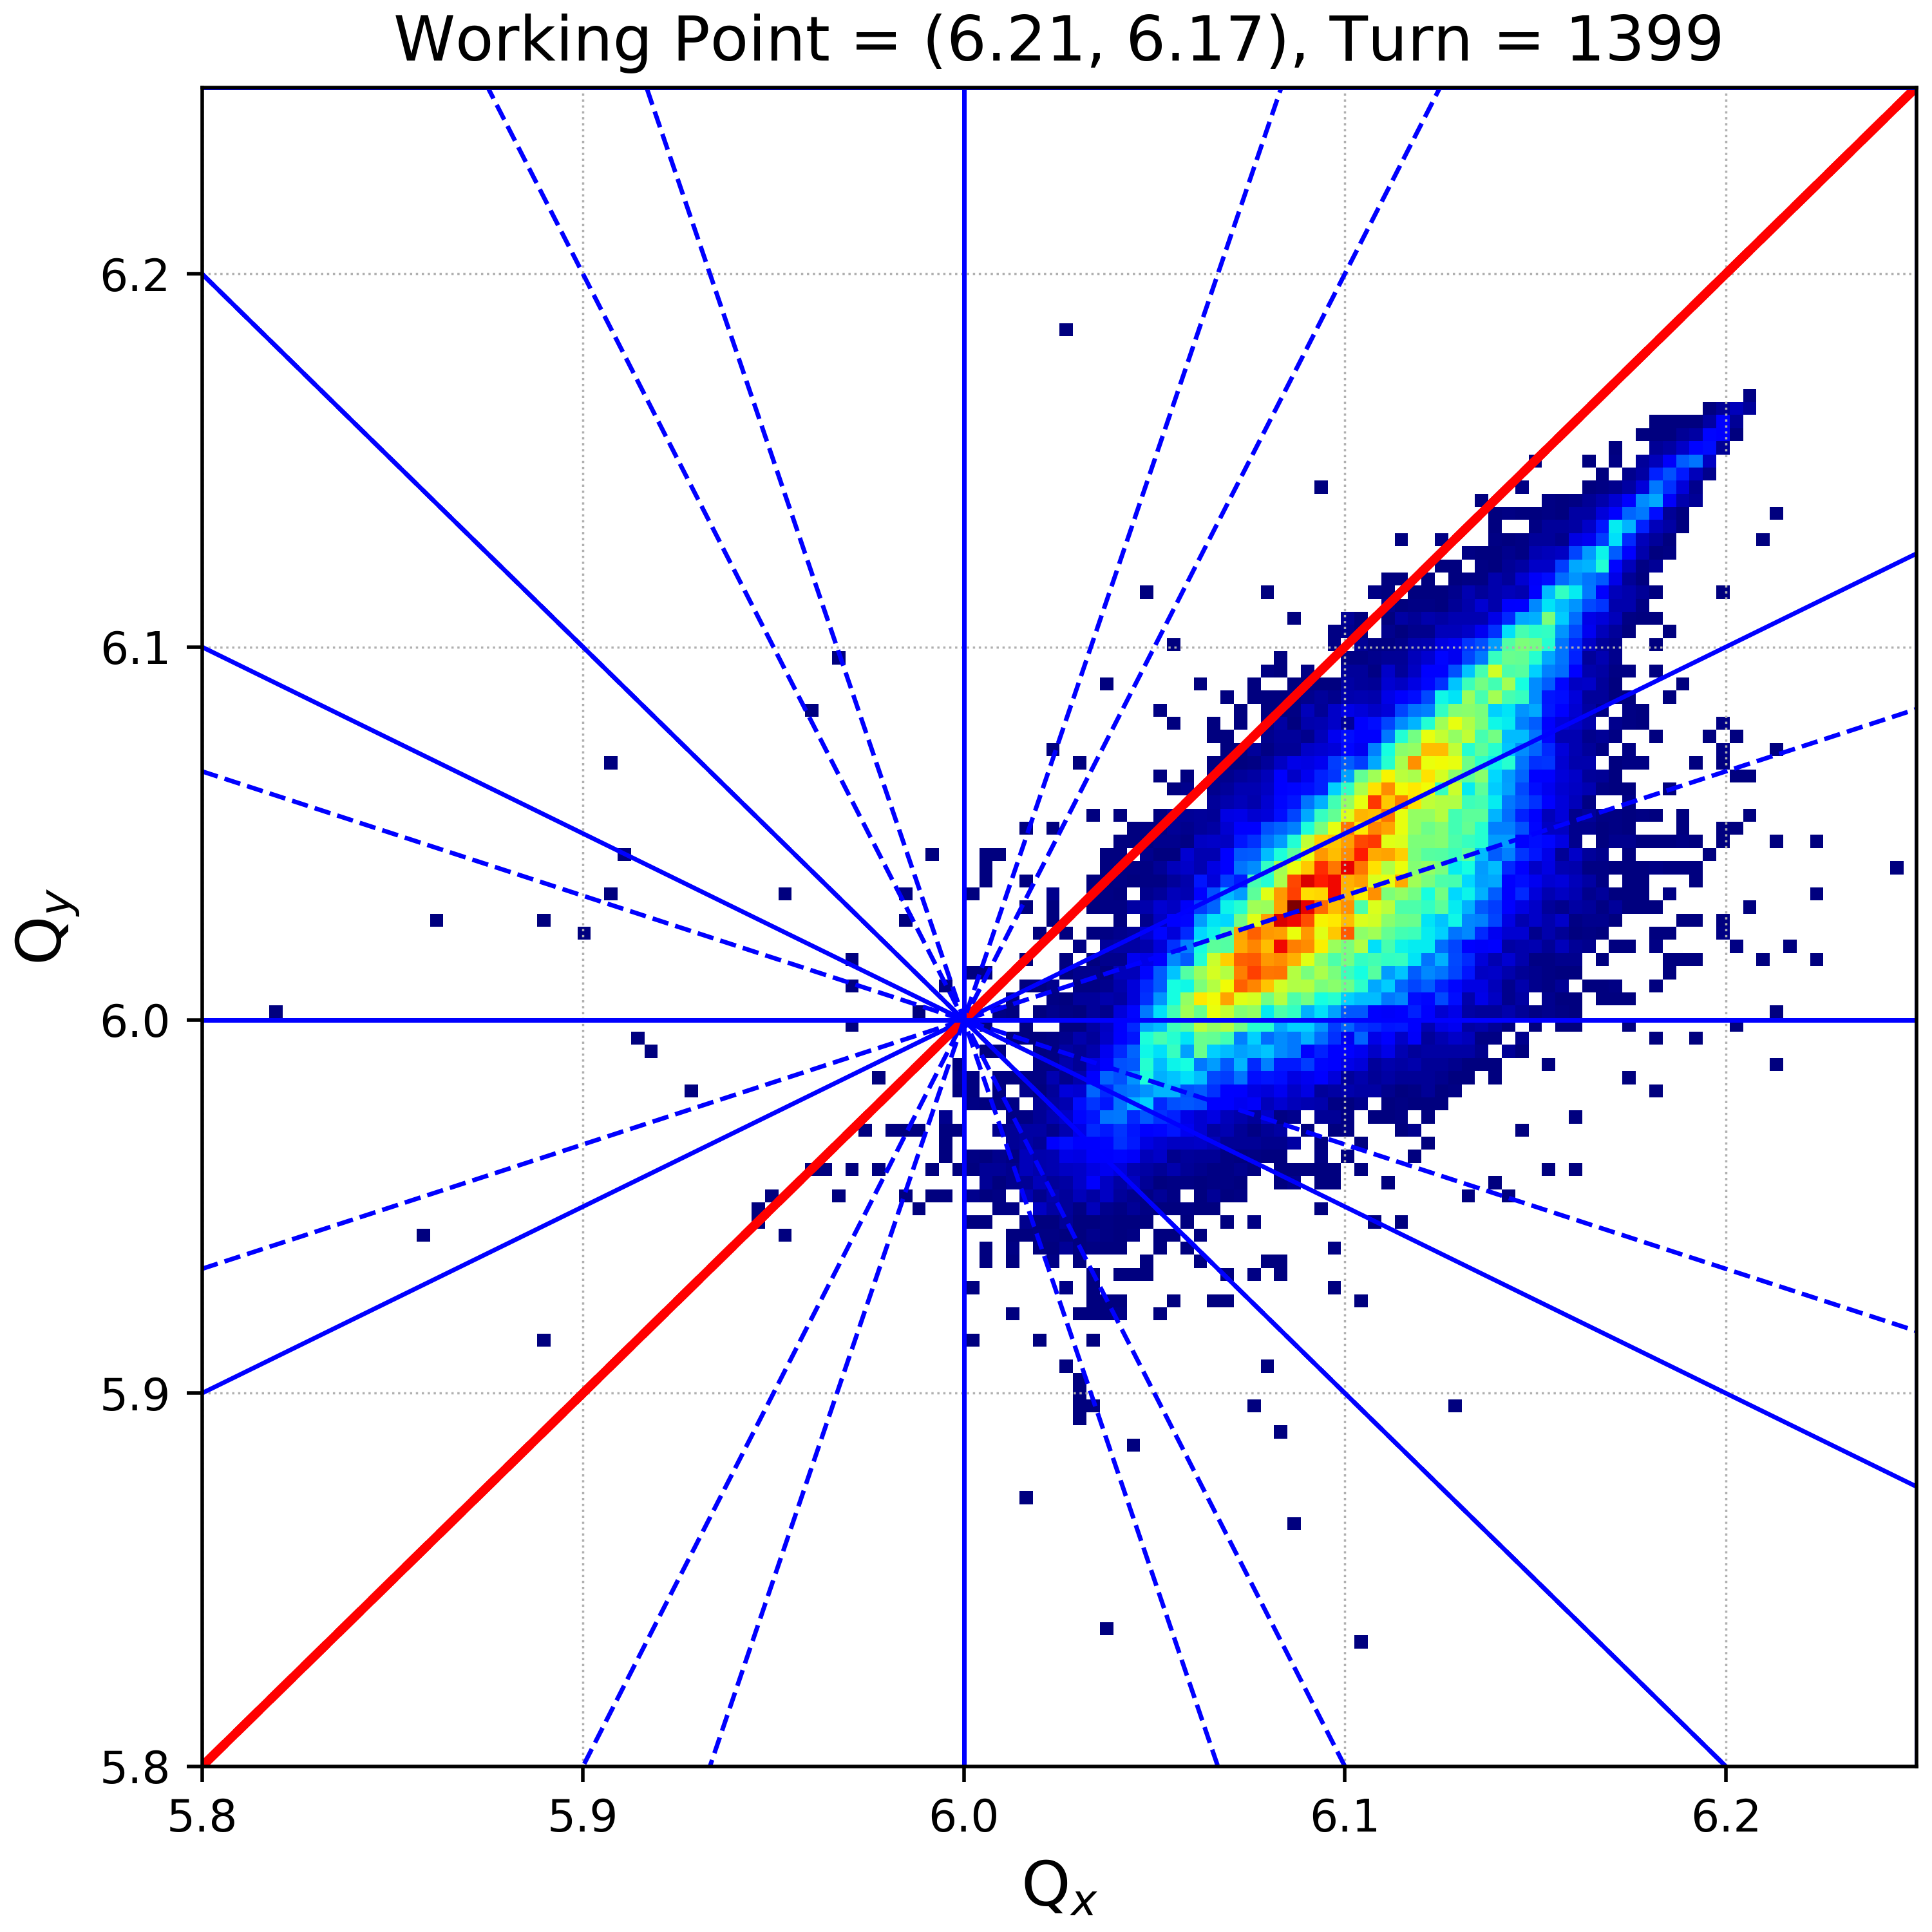 Working Point = (6.21, 6.17), Turn = 1399
6.2
6.1
6.0
5.9
5.8
Qy
5.8 5.9 6.0 6.1 6.2
Qx